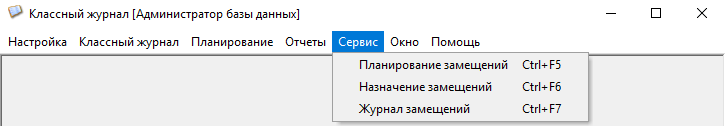 Классный журнал [Администратор базы данных]
Настройка Классный журнал Планирование Отчеты Сервис Окно Помощь
Планирование замещений Ctrl+F5
Назначение замещений Ctrl+F6
Журнал замещений Ctrl+F7